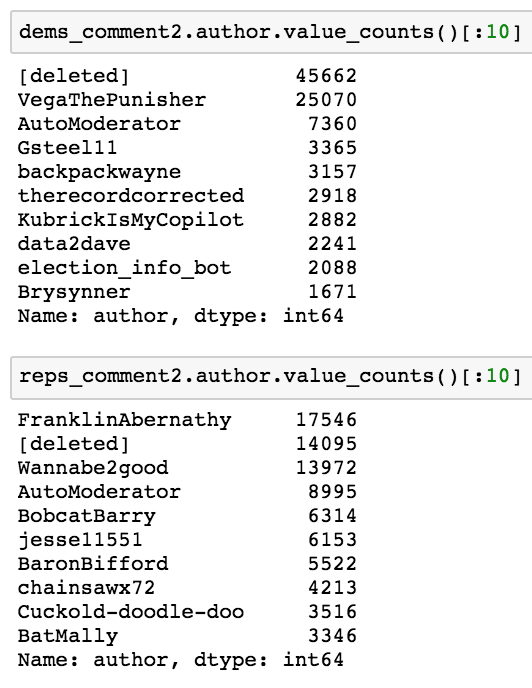 dems_comment2.author.value_counts()[:10]
[deleted] 45662
VegaThePunisher 25070
AutoModerator 7360
Gsteel11 3365
backpackwayne 3157
therecordcorrected 2918
KubrickIsMyCopilot 2882
data2dave 2241
election_info_bot 2088
Brysynner 1671
Name: author, dtype: int64
reps_comment2.author.value_counts()[:10]
FranklinAbernathy 17546
[deleted] 14095
Wannabe2good 13972
AutoModerator 8995
BobcatBarry 6314
jesse11551 6153
BaronBifford 5522
chainsawx72 4213
Cuckold-doodle-doo 3516
BatMally 3346
Name: author, dtype: int64